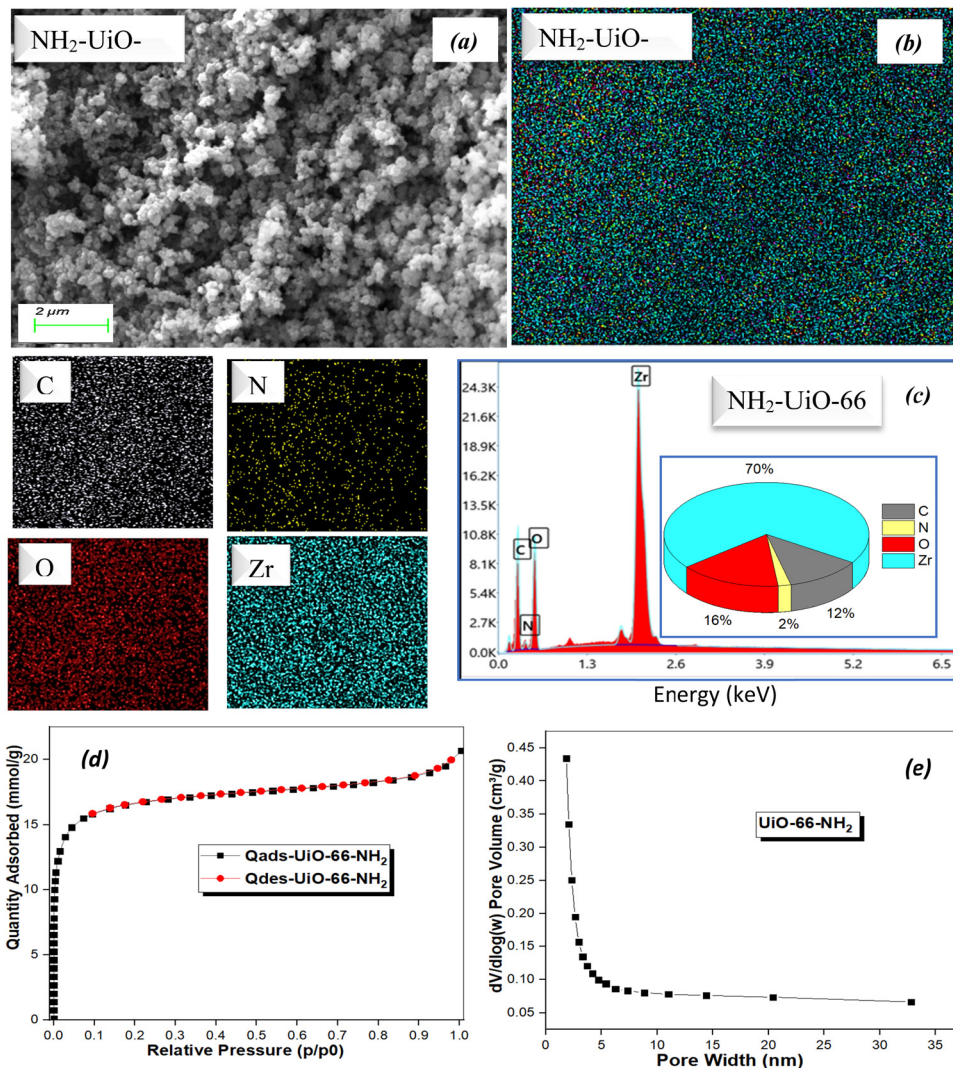 NH₂-UiO-
(a)
2 µm
NH₂-UiO-
(b)
C
N
O
Zr
Zr
24.3K
21.6K
18.9K
16.2K
13.5K
10.8K
8.1K
5.4K
2.7K
0.0K
C
O
N
0.0 1.3 2.6 3.9 5.2 6.5
Energy (keV)
NH₂-UiO-66
(c)
70%
16%
2%
12%
C
N
O
Zr
(d)
Quantity Adsorbed (mmol/g)
20
15
10
5
0
Qads-UiO-66-NH₂
Qdes-UiO-66-NH₂
0.0 0.1 0.2 0.3 0.4 0.5 0.6 0.7 0.8 0.9 1.0
Relative Pressure (p/p0)
(e)
dV/dlog(w) Pore Volume (cm³/g)
0.45
0.40
0.35
0.30
0.25
0.20
0.15
0.10
0.05
UiO-66-NH₂
0 5 10 15 20 25 30 35
Pore Width (nm)